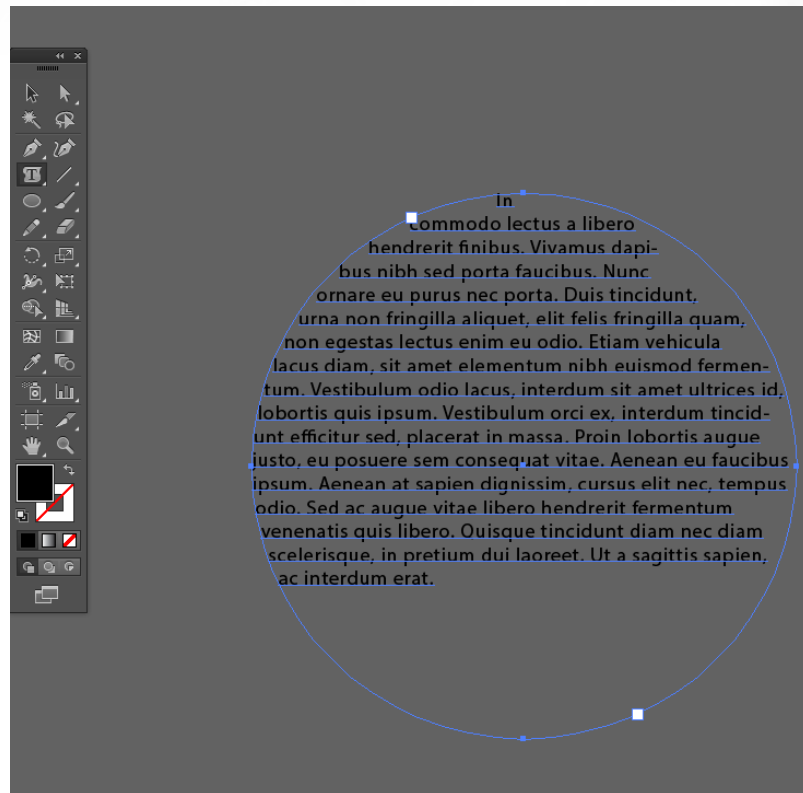 In
commodo lectus a libero
hendrerit finibus. Vivamus dapi-
bus nibh sed porta faucibus. Nunc
ornare eu purus nec porta. Duis tincidunt,
urna non fringilla aliquet, elit felis fringilla quam,
non egestas lectus enim eu odio. Etiam vehicula
lacus diam, sit amet elementum nibh euismod fermen-
tum. Vestibulum odio lacus, interdum sit amet ultrices id,
lobortis quis ipsum. Vestibulum orci ex, interdum tincid-
unt efficitur sed, placerat in massa. Proin lobortis augue
justo, eu posuere sem consequat vitae. Aenean eu faucibus
ipsum. Aenean at sapien dignissim, cursus elit nec, tempus
odio. Sed ac augue vitae libero hendrerit fermentum
venenatis quis libero. Quisque tincidunt diam nec diam
scelerisque, in pretium dui laoreet. Ut a sagittis sapien,
ac interdum erat.